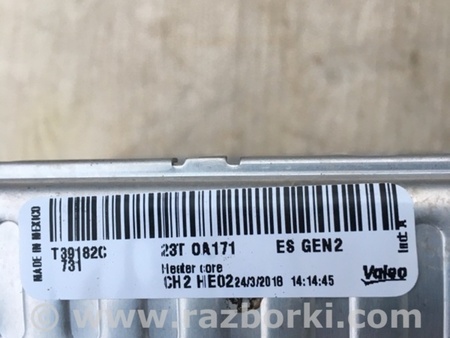 MADE IN MEXICO
T39182C 23T 0A171 ES GEN2
731
Heater core
CH2 HE02 24/3/2018 14:14:45
Ind: A
Valeo
www.razborki.com